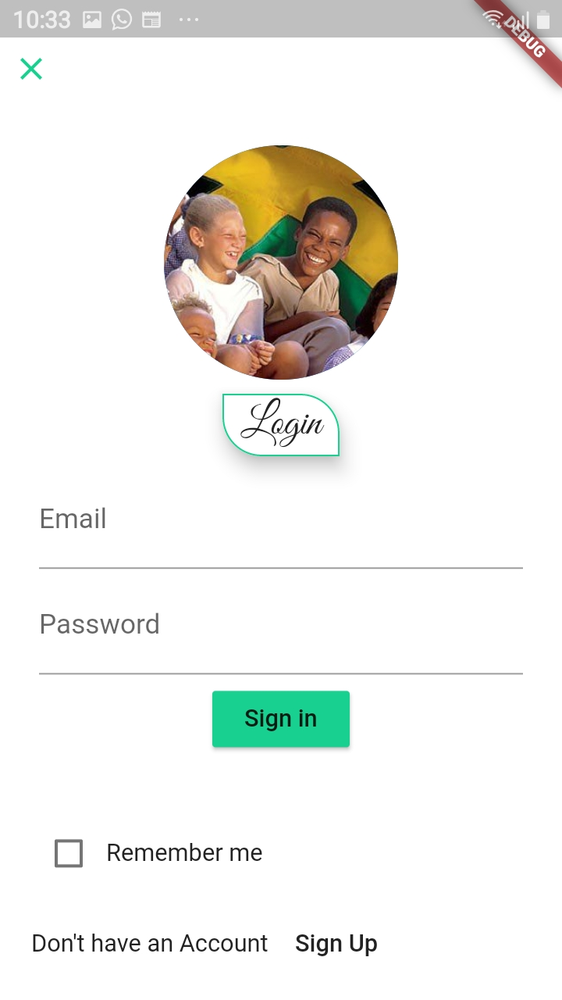 10:33
DEBUG
Login
Email
Password
Sign in
Remember me
Don't have an Account Sign Up